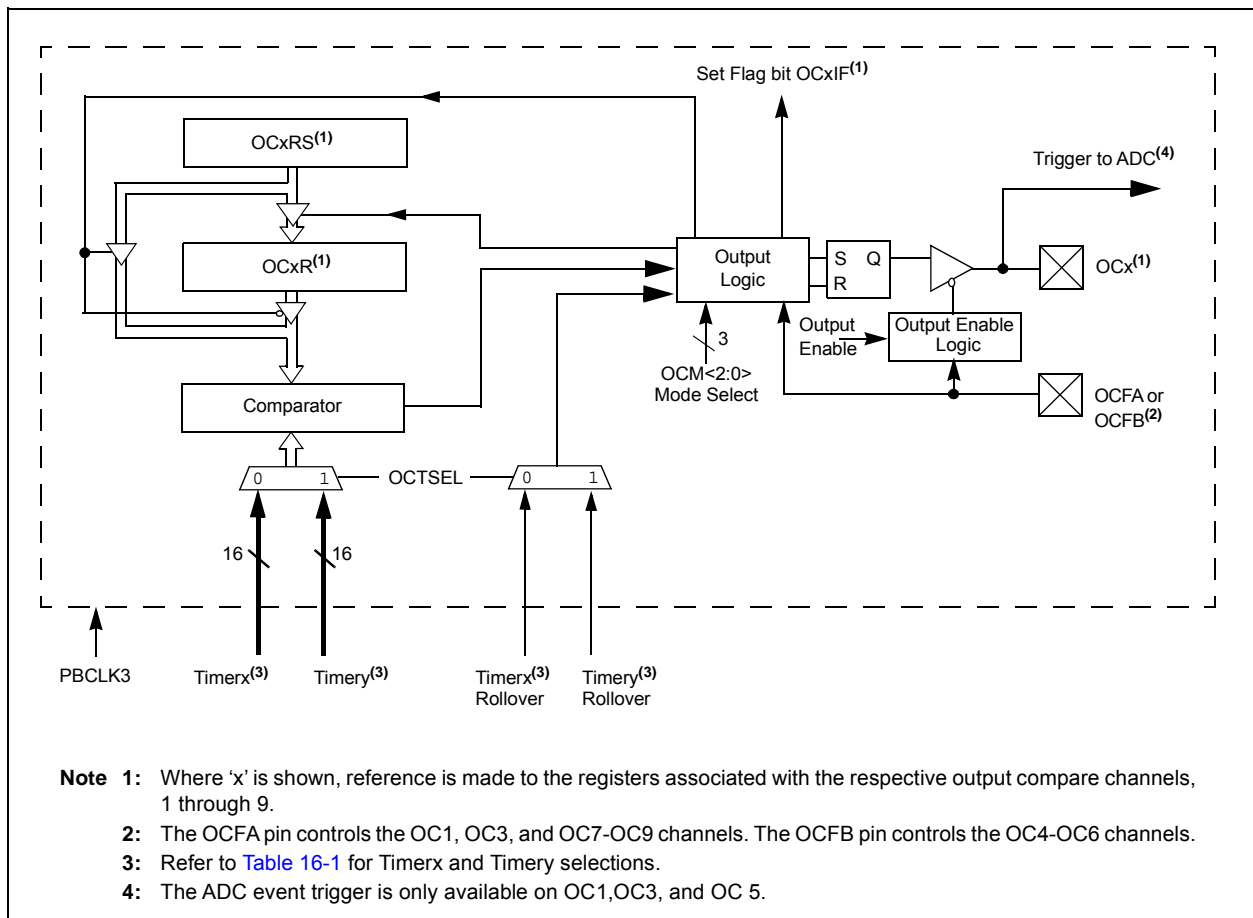 Set Flag bit OCxIF(1)
OCxRS(1)
Trigger to ADC(4)
OCxR(1)
Output
Logic
S Q
R
OCx(1)
3
Output
Enable
Output Enable
Logic
OCM<2:0>
Mode Select
OCFA or
OCFB(2)
Comparator
0 1
OCTSEL
0 1
16
16
PBCLK3
Timerx(3)
Timery(3)
Timerx(3)
Rollover
Timery(3)
Rollover
Note 1: Where ‘x’ is shown, reference is made to the registers associated with the respective output compare channels,
1 through 9.
2: The OCFA pin controls the OC1, OC3, and OC7-OC9 channels. The OCFB pin controls the OC4-OC6 channels.
3: Refer to Table 16-1 for Timerx and Timery selections.
4: The ADC event trigger is only available on OC1,OC3, and OC 5.